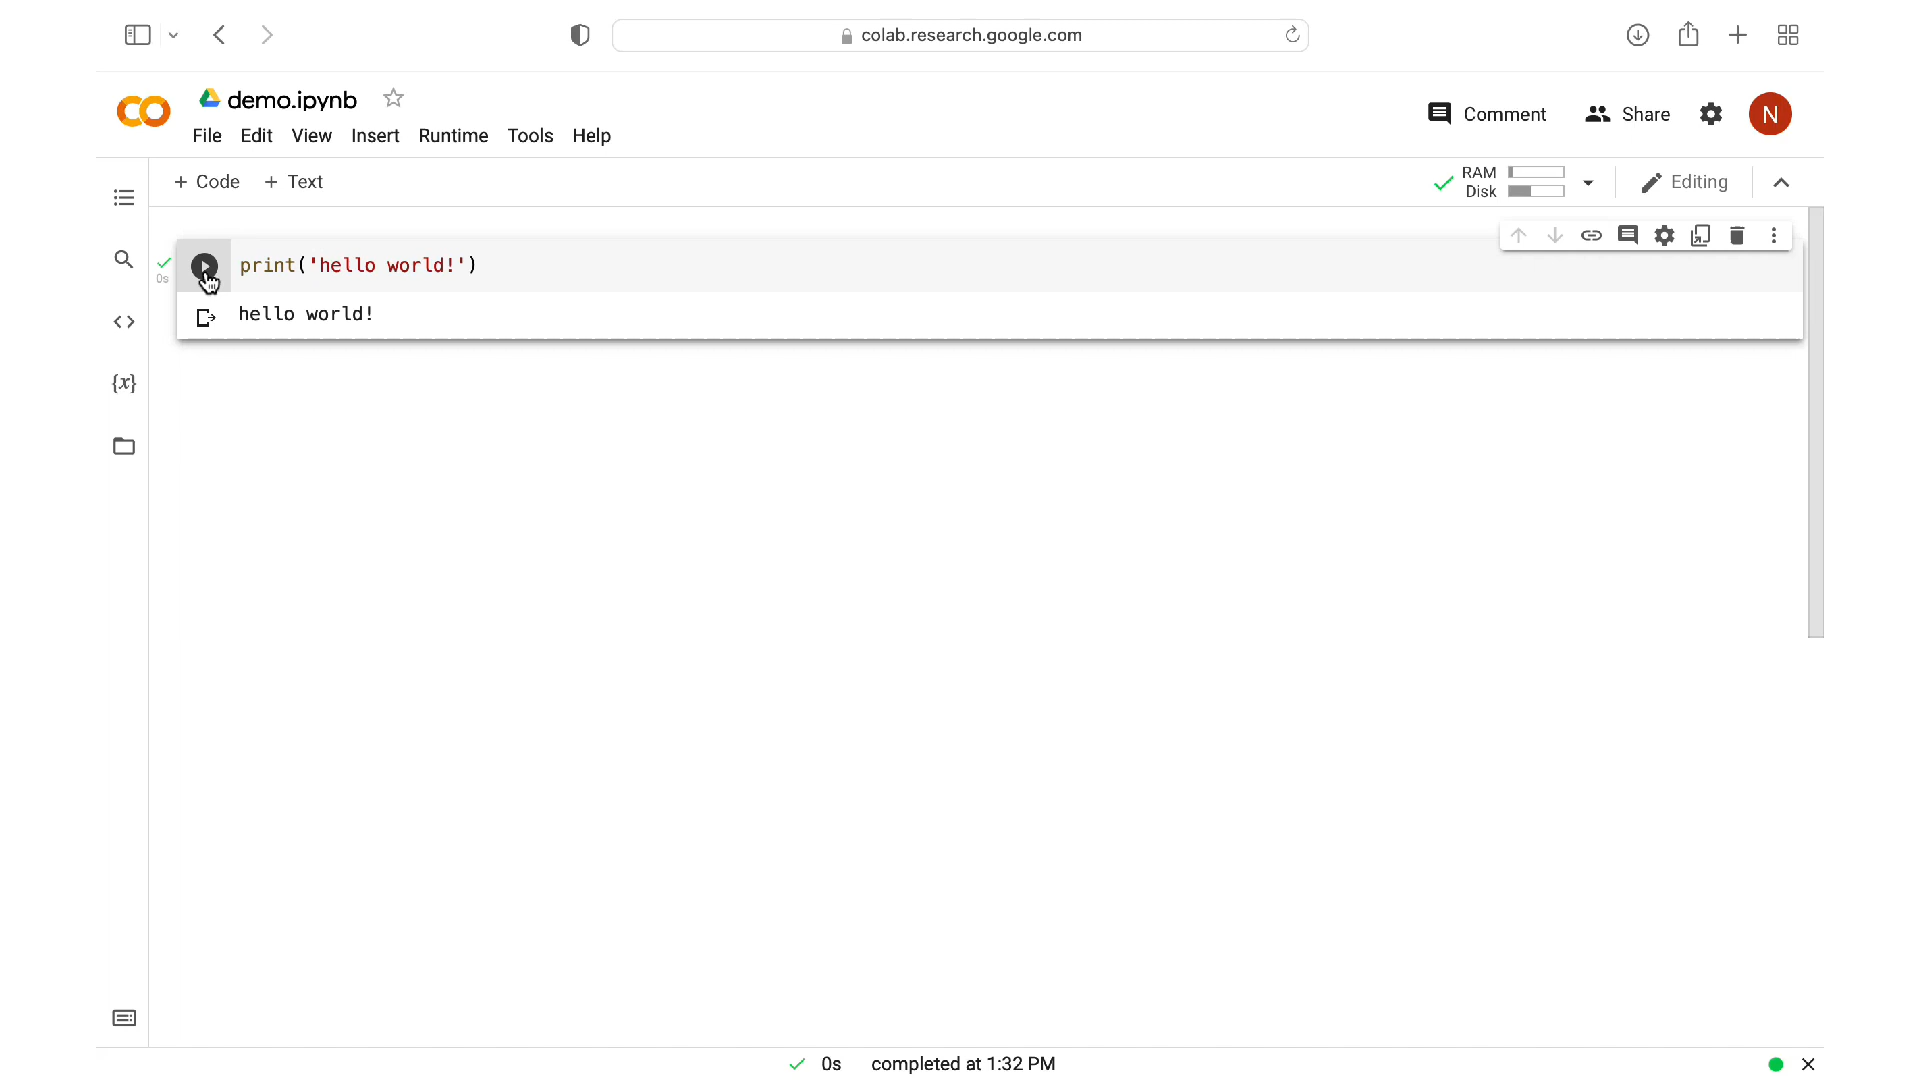 colab.research.google.com
demo.ipynb
Comment Share N
File Edit View Insert Runtime Tools Help
+ Code + Text
RAM
Disk
Editing
0s
print('hello world!')
{x}
hello world!
0s completed at 1:32 PM